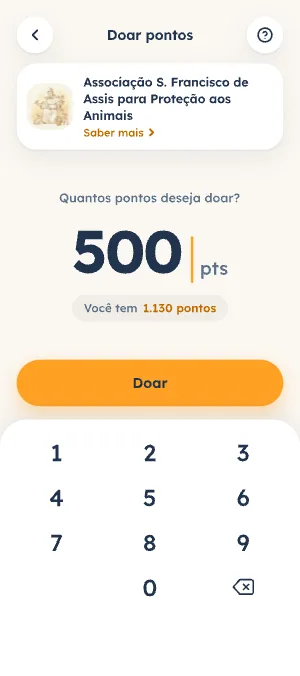 Doar pontos
Associação S. Francisco de
Assis para Proteção aos
Animais
Saber mais
Quantos pontos deseja doar?
500 pts
Você tem 1.130 pontos
Doar
1 2 3
4 5 6
7 8 9
0